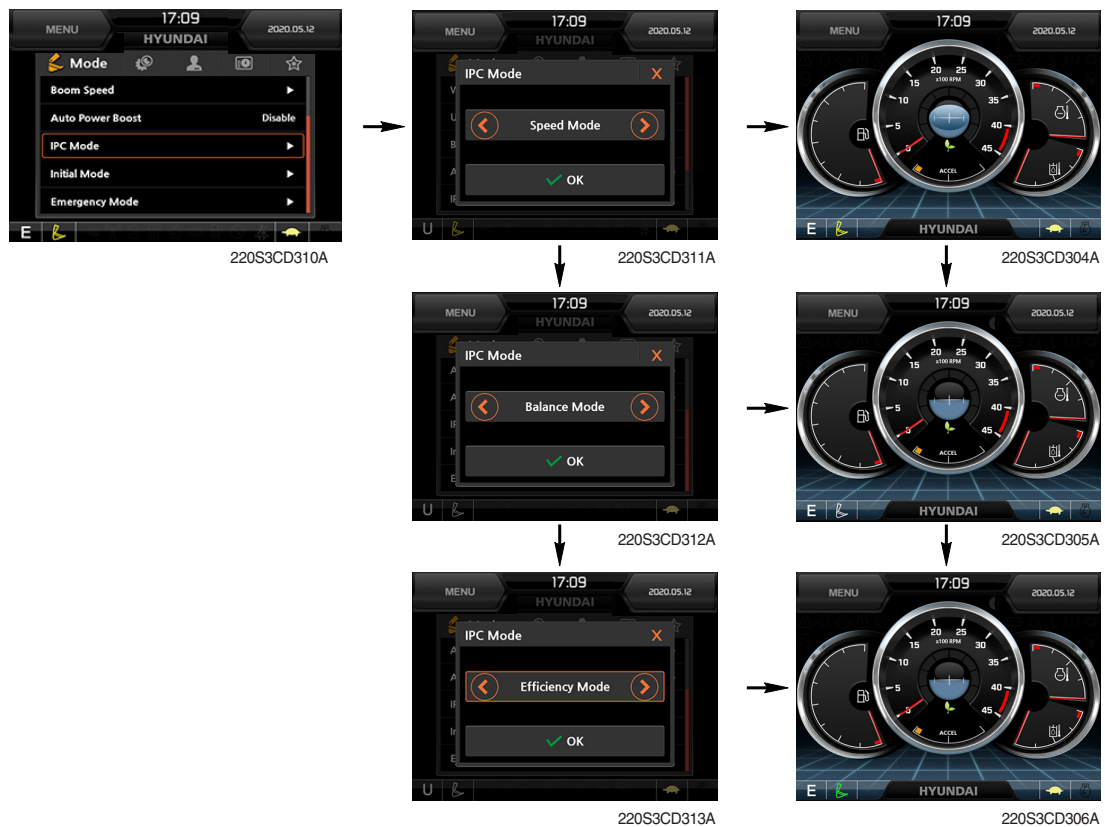 17:09
MENU
2020.05.12
HYUNDAI
Mode
Boom Speed
Auto Power Boost Disable
IPC Mode
Initial Mode
Emergency Mode
E
220S3CD310A
17:09
MENU
2020.05.12
HYUNDAI
IPC Mode X
Speed Mode
OK
U
220S3CD311A
17:09
MENU
2020.05.12
20 25
x100 RPM
15 30
10 35
5 40
0 45
ACCEL
E HYUNDAI
220S3CD304A
17:09
MENU
2020.05.12
HYUNDAI
IPC Mode X
Balance Mode
OK
U
220S3CD312A
17:09
MENU
2020.05.12
20 25
x100 RPM
15 30
10 35
5 40
0 45
ACCEL
E HYUNDAI
220S3CD305A
17:09
MENU
2020.05.12
HYUNDAI
IPC Mode X
Efficiency Mode
OK
U
220S3CD313A
17:09
MENU
2020.05.12
20 25
x100 RPM
15 30
10 35
5 40
0 45
ACCEL
E HYUNDAI
220S3CD306A